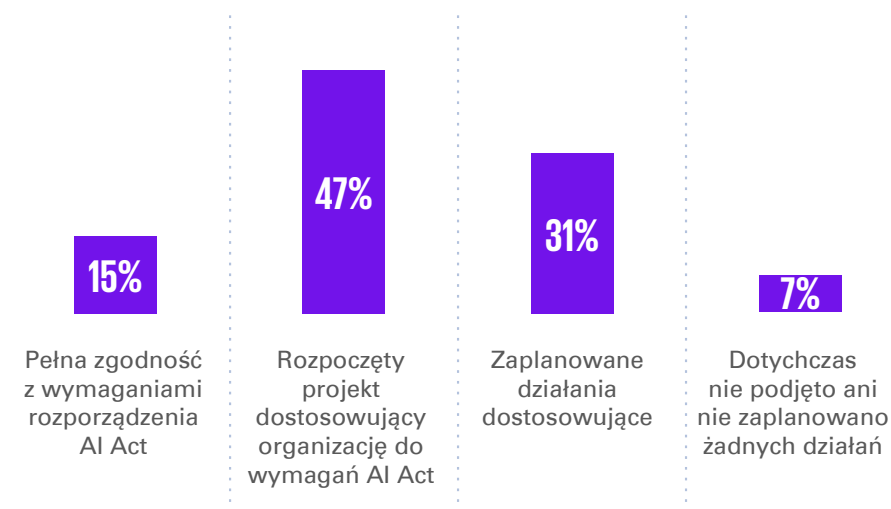 15%
47%
31%
7%
Pełna zgodność
z wymaganiami
rozporządzenia
AI Act
Rozpoczęty
projekt
dostosowujący
organizację do
wymagań AI Act
Zaplanowane
działania
dostosowujące
Dotychczas
nie podjęto ani
nie zaplanowano
żadnych działań